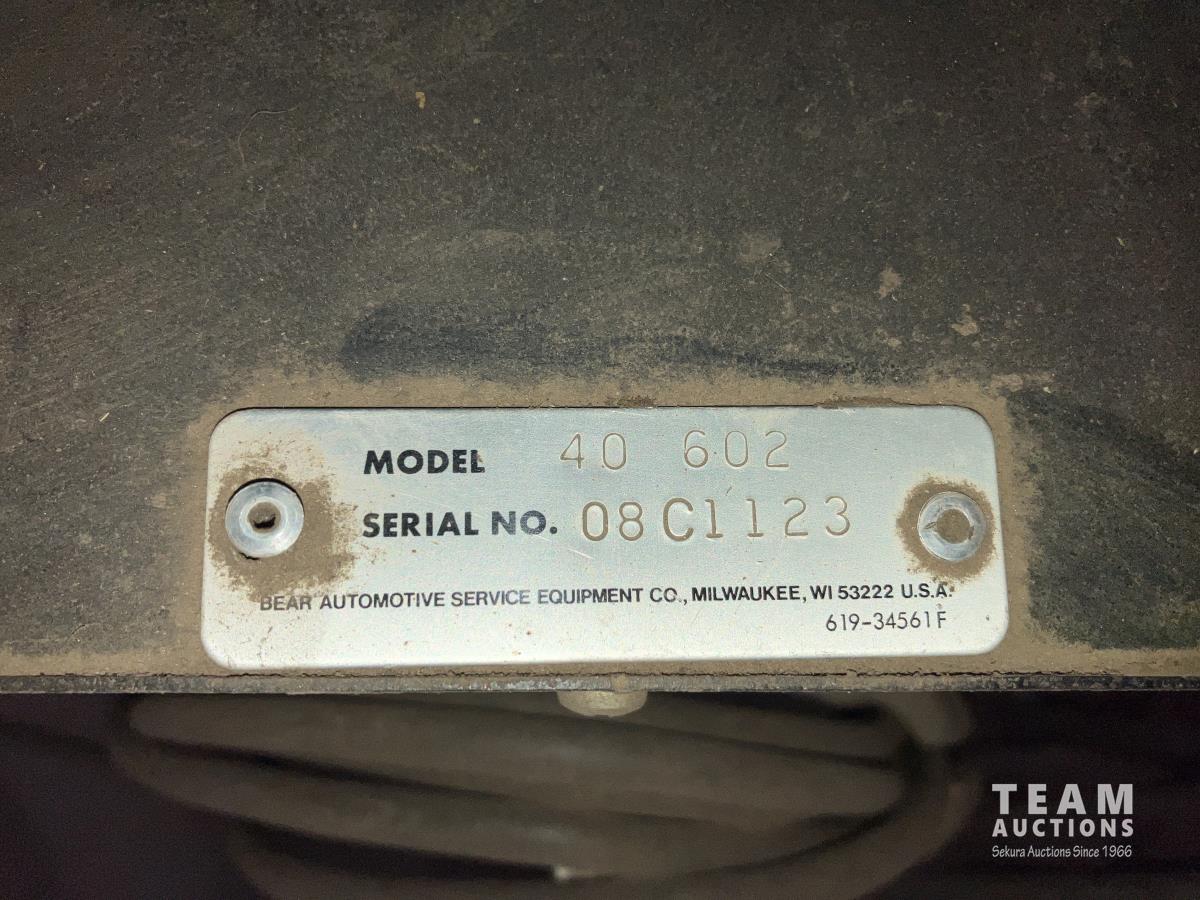 MODEL 40 602
SERIAL NO. 08C1123
BEAR AUTOMOTIVE SERVICE EQUIPMENT CO., MILWAUKEE, WI 53222 U.S.A.
619-34561F
TEAM
AUCTIONS
Sekura Auctions Since 1966